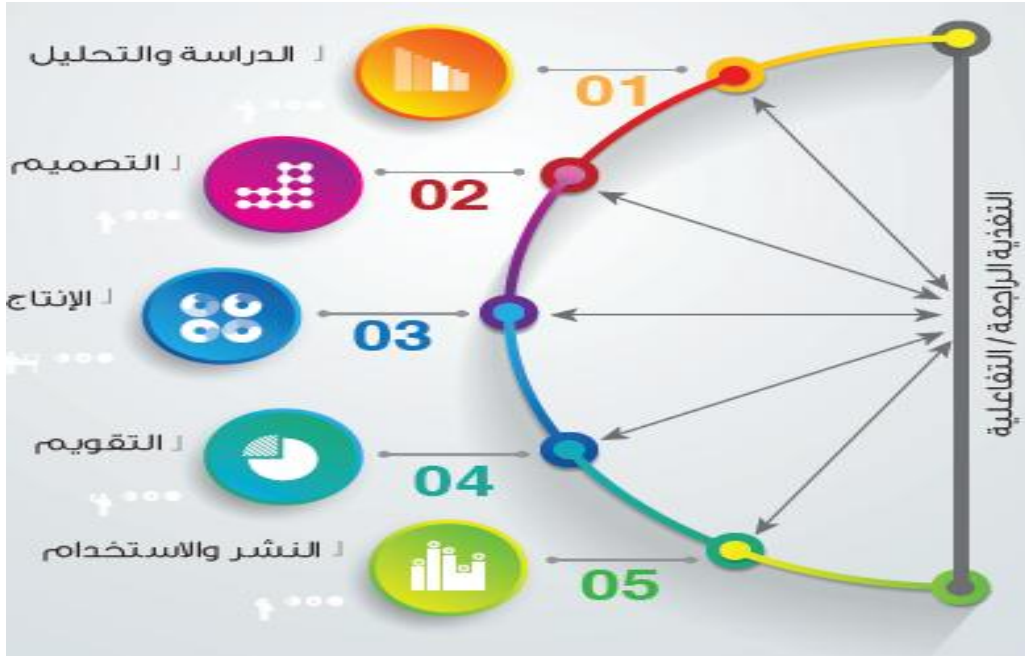 الدراسة والتحليل
01
التصميم
02
الإنتاج
03
التقويم
04
النشر والاستخدام
05
التغذية الراجعة / التفاعلية